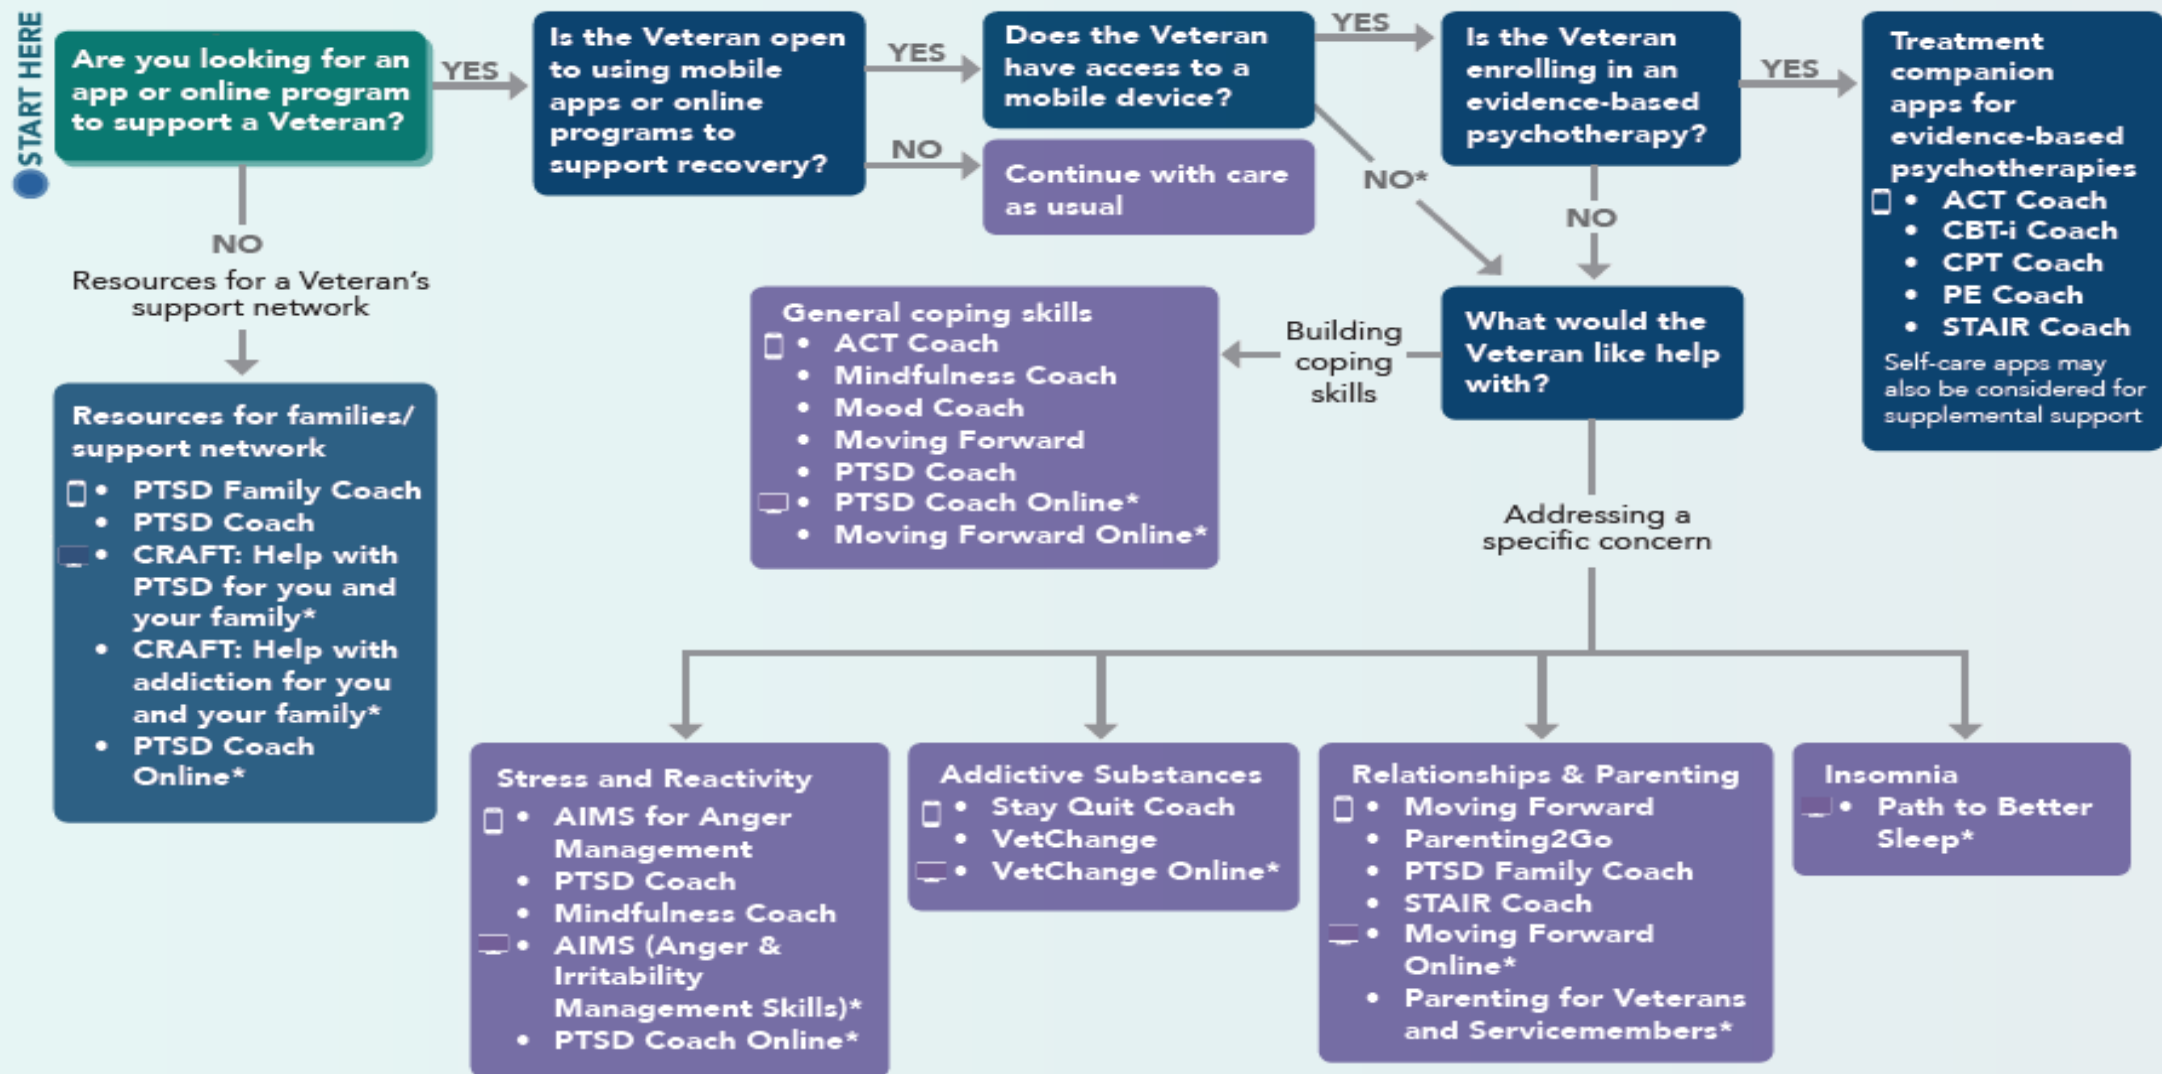 START HERE
Are you looking for an
app or online program
to support a Veteran?
YES
Is the Veteran open
to using mobile
apps or online
programs to
support recovery?
YES
Does the Veteran
have access to a
mobile device?
YES
Is the Veteran
enrolling in an
evidence-based
psychotherapy?
YES
Treatment
companion
apps for
evidence-based
psychotherapies
• ACT Coach
• CBT-i Coach
• CPT Coach
• PE Coach
• STAIR Coach
Self-care apps may
also be considered for
supplemental support
NO
Continue with care
as usual
NO*
NO
NO
Resources for a Veteran's
support network
Resources for families/
support network
• PTSD Family Coach
• PTSD Coach
• CRAFT: Help with
PTSD for you and
your family*
• CRAFT: Help with
addiction for you
and your family*
• PTSD Coach
Online*
What would the
Veteran like help
with?
Building
coping
skills
General coping skills
• ACT Coach
• Mindfulness Coach
• Mood Coach
• Moving Forward
• PTSD Coach
• PTSD Coach Online*
• Moving Forward Online*
Addressing a
specific concern
Stress and Reactivity
• AIMS for Anger
Management
• PTSD Coach
• Mindfulness Coach
• AIMS (Anger &
Irritability
Management Skills)*
• PTSD Coach Online*
Addictive Substances
• Stay Quit Coach
• VetChange
• VetChange Online*
Relationships & Parenting
• Moving Forward
• Parenting2Go
• PTSD Family Coach
• STAIR Coach
• Moving Forward
Online*
• Parenting for Veterans
and Servicemembers*
Insomnia
• Path to Better
Sleep*